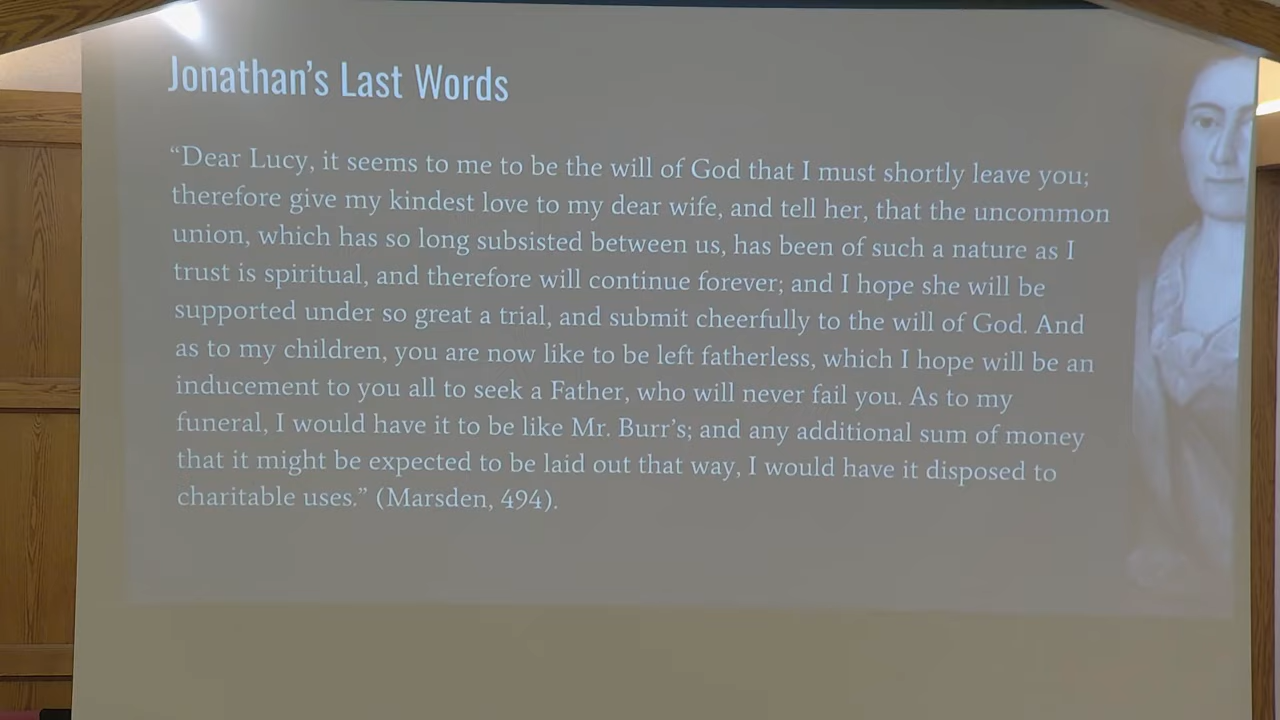 Jonathan’s Last Words
“Dear Lucy, it seems to me to be the will of God that I must shortly leave you;
therefore give my kindest love to my dear wife, and tell her, that the uncommon
union, which has so long subsisted between us, has been of such a nature as I
trust is spiritual, and therefore will continue forever; and I hope she will be
supported under so great a trial, and submit cheerfully to the will of God. And
as to my children, you are now like to be left fatherless, which I hope will be an
inducement to you all to seek a Father, who will never fail you. As to my
funeral, I would have it to be like Mr. Burr’s; and any additional sum of money
that it might be expected to be laid out that way, I would have it disposed to
charitable uses.” (Marsden, 494).